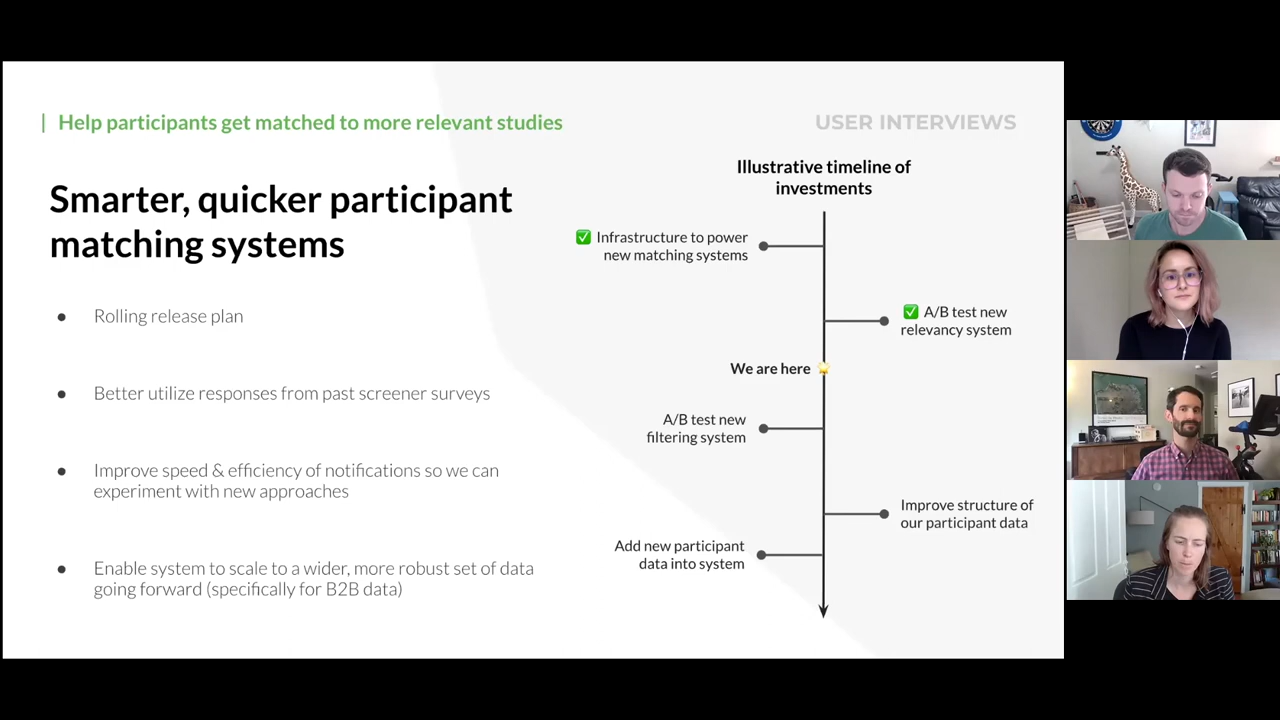 | Help participants get matched to more relevant studies
USER INTERVIEWS
Smarter, quicker participant
matching systems
● Rolling release plan
● Better utilize responses from past screener surveys
● Improve speed & efficiency of notifications so we can
experiment with new approaches
● Enable system to scale to a wider, more robust set of data
going forward (specifically for B2B data)
Illustrative timeline of
investments
✅ Infrastructure to power
new matching systems
✅ A/B test new
relevancy system
We are here 🌟
A/B test new
filtering system
Improve structure of
our participant data
Add new participant
data into system